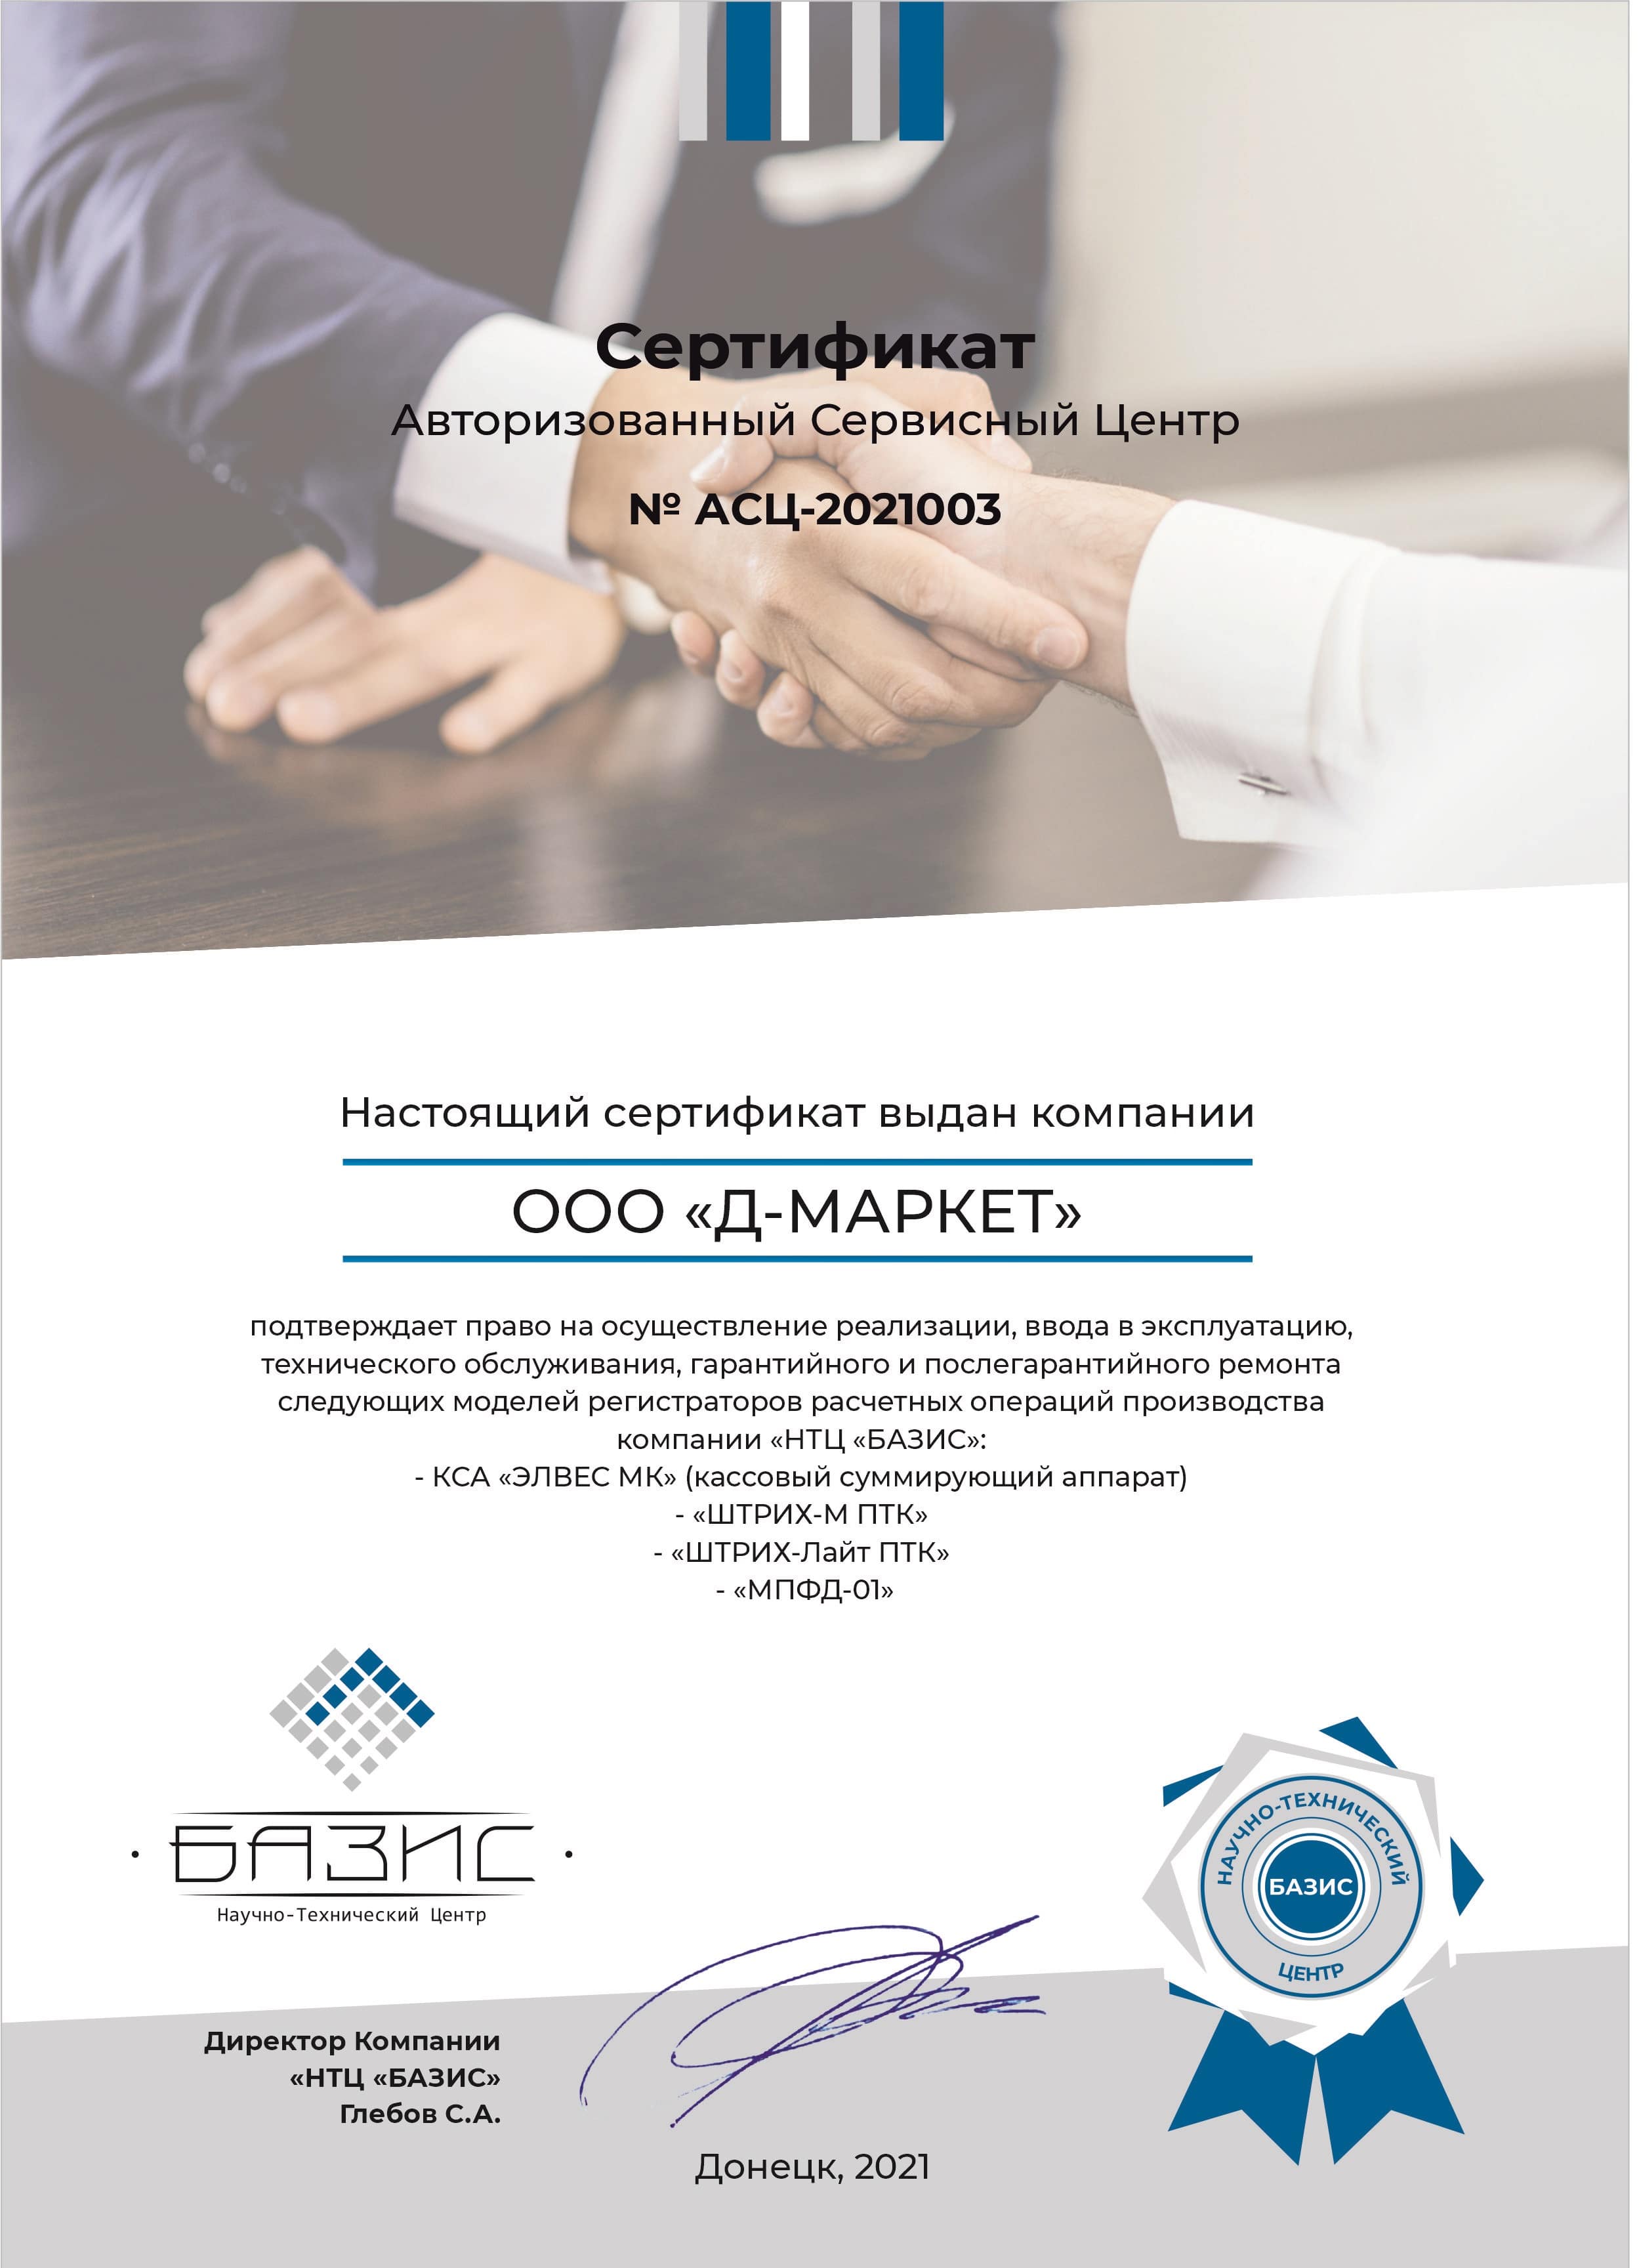 Сертификат
Авторизованный Сервисный Центр
№ АСЦ-2021003
Настоящий сертификат выдан компании
ООО «Д-МАРКЕТ»
подтверждает право на осуществление реализации, ввода в эксплуатацию,
технического обслуживания, гарантийного и послегарантийного ремонта
следующих моделей регистраторов расчетных операций производства
компании «НТЦ «БАЗИС»:
- КСА «ЭЛВЕС МК» (кассовый суммирующий аппарат)
- «ШТРИХ-М ПТК»
- «ШТРИХ-Лайт ПТК»
- «МПФД-01»
БАЗИС
Научно-Технический Центр
НАУЧНО-ТЕХНИЧЕСКИЙ
БАЗИС
ЦЕНТР
Директор Компании
«НТЦ «БАЗИС»
Глебов С.А.
Донецк, 2021